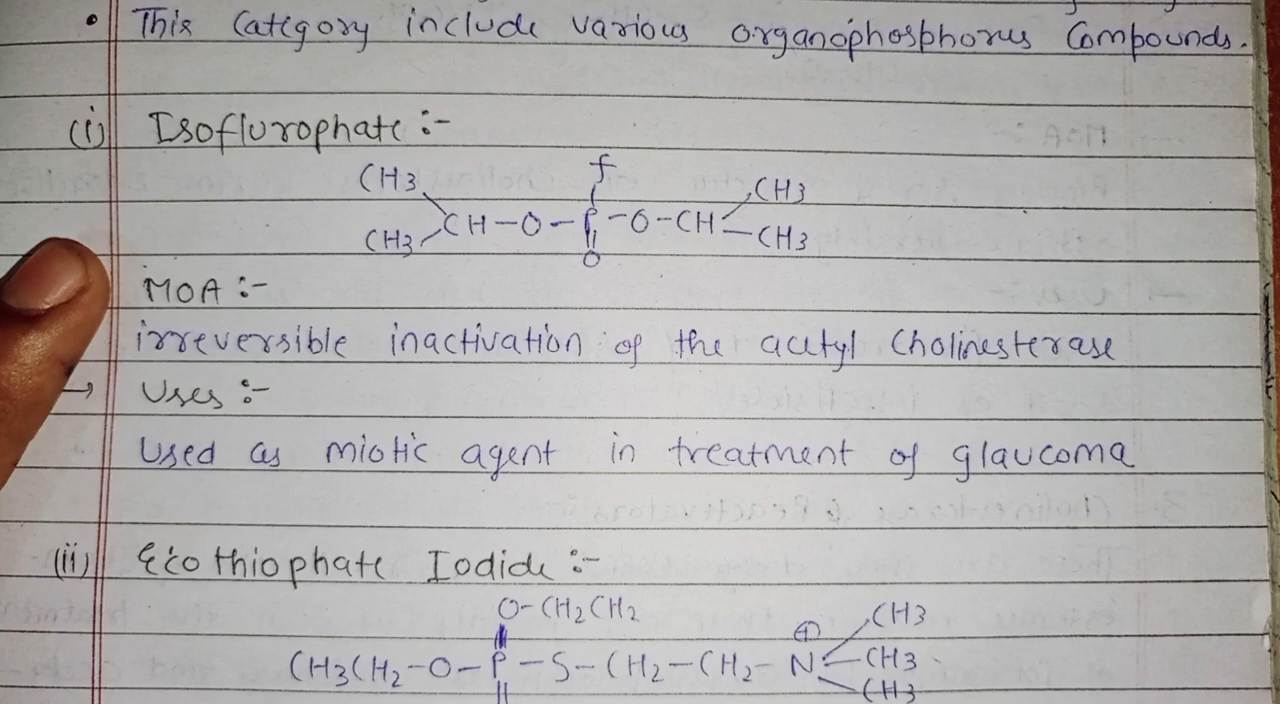 • This Category include various organophosphorus Compounds.
(i) Isoflurophate :-
CH3 f CH3
CH-O-P-O-CH
CH3 O CH3
MOA :-
irreversible inactivation of the acetyl Cholinesterase
→ Uses :-
Used as miotic agent in treatment of glaucoma
(ii) Ecothiophate Iodide :-
O-CH2CH2 ⊕ CH3
CH3CH2-O-P-S-CH2-CH2-N-CH3
CH3